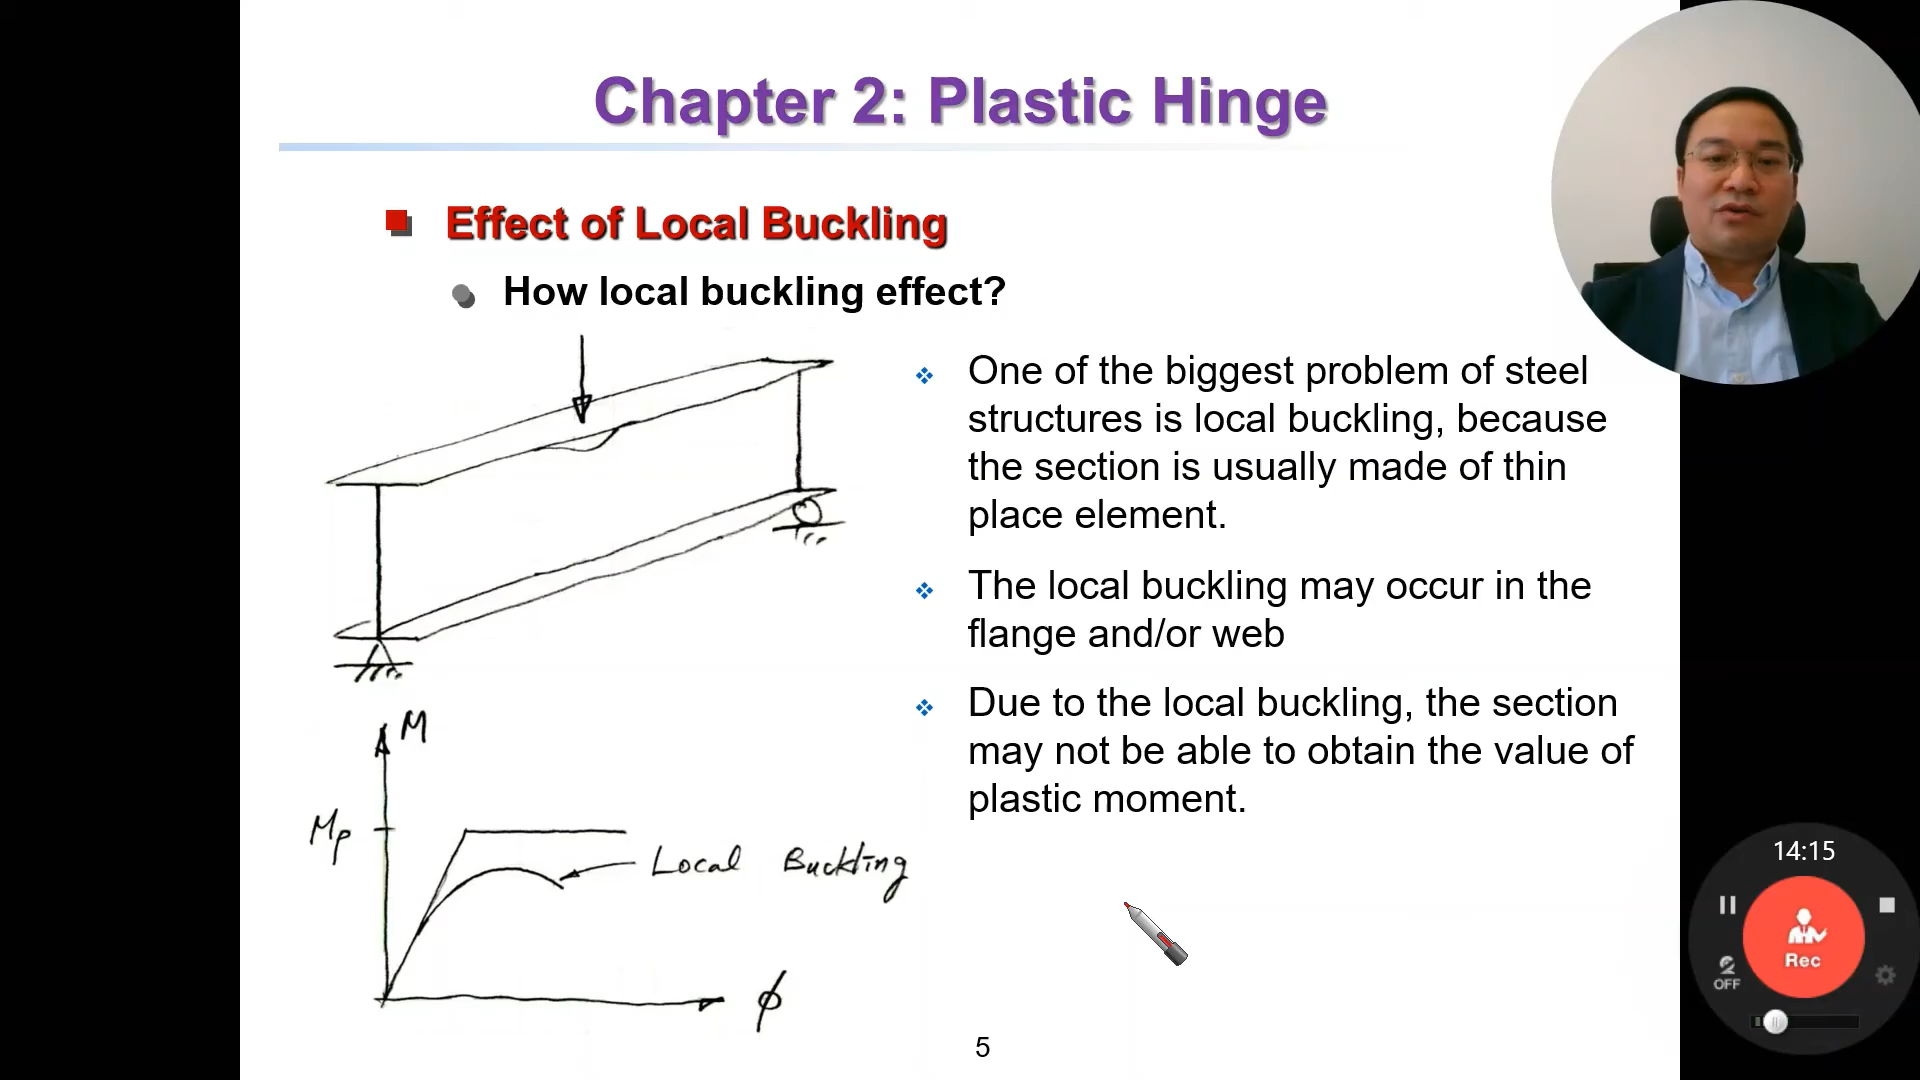 Chapter 2: Plastic Hinge
Effect of Local Buckling
How local buckling effect?
One of the biggest problem of steel
structures is local buckling, because
the section is usually made of thin
place element.
The local buckling may occur in the
flange and/or web
Due to the local buckling, the section
may not be able to obtain the value of
plastic moment.
M
Mp
Local Buckling
ϕ
5
14:15
Rec
OFF